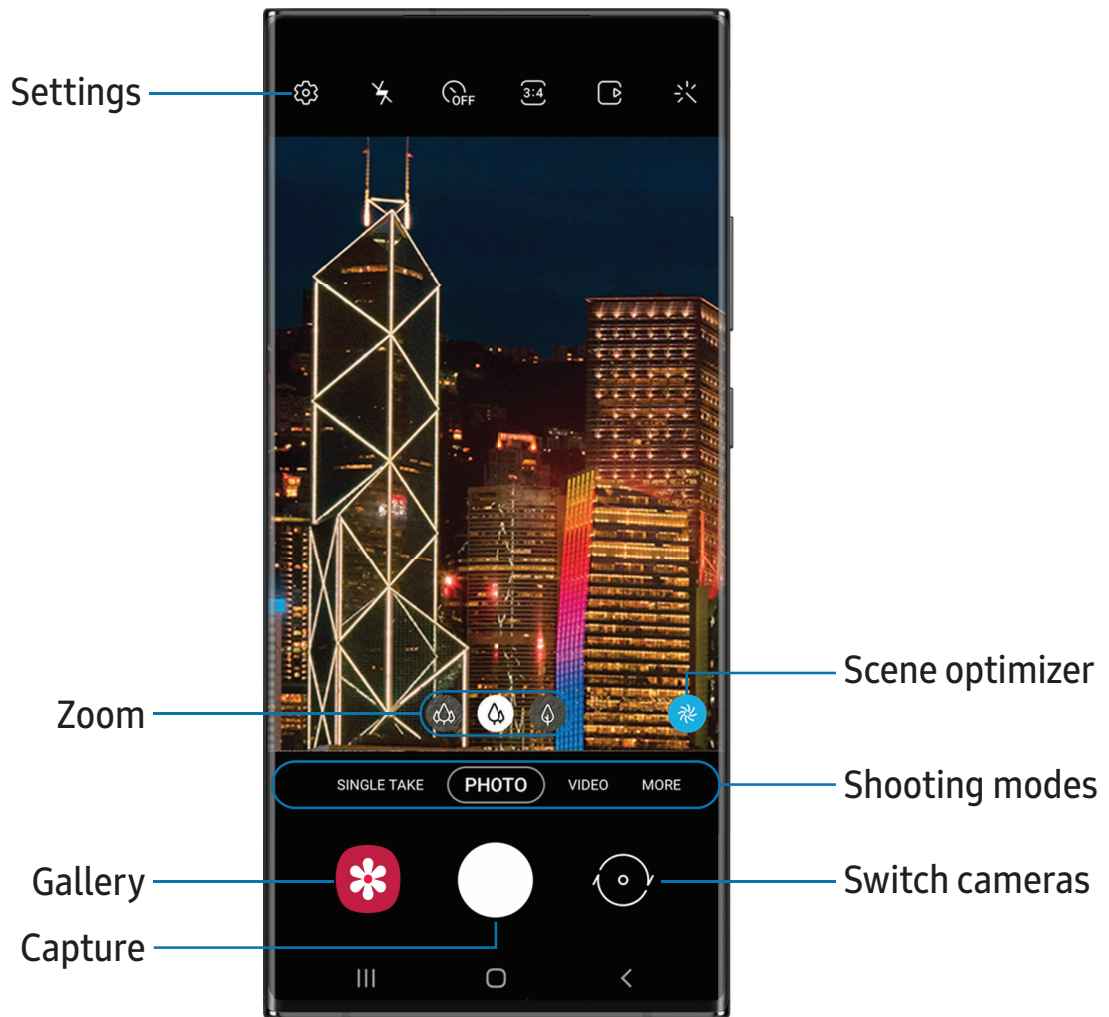 Settings
OFF
3:4
Zoom
Scene optimizer
SINGLE TAKE PHOTO VIDEO MORE
Shooting modes
Gallery
Switch cameras
Capture